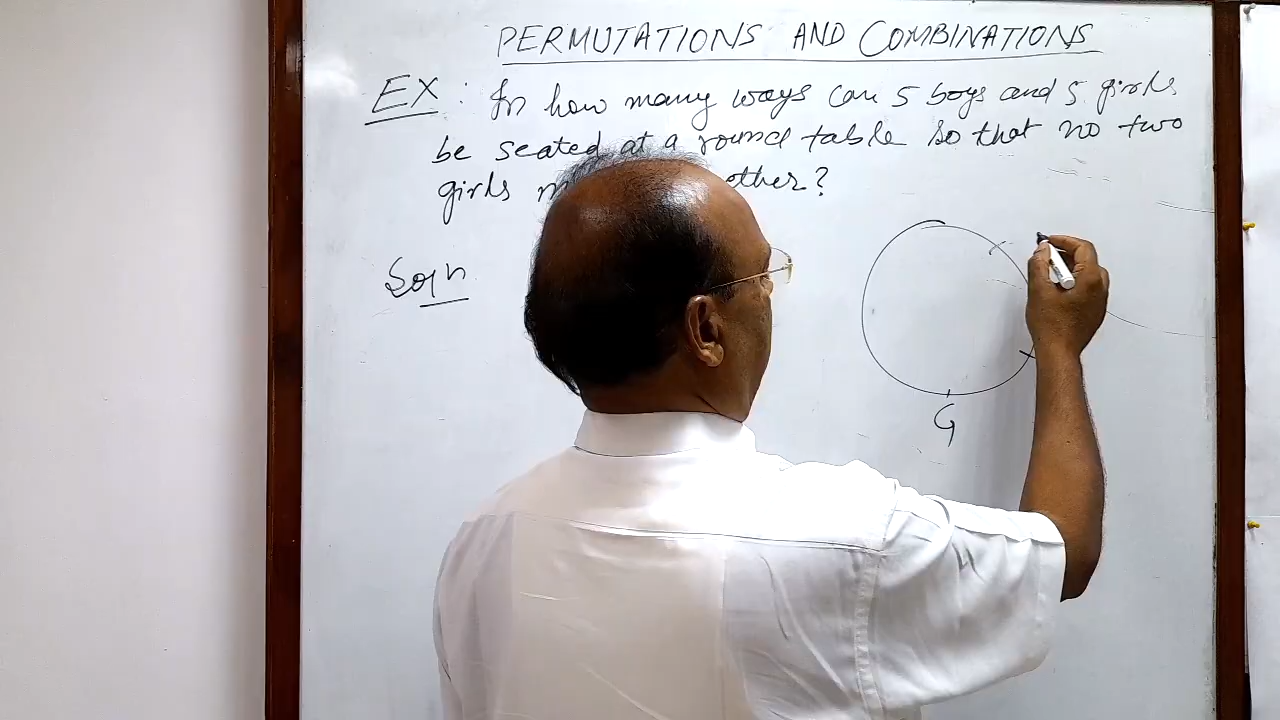 PERMUTATIONS AND COMBINATIONS
EX: In how many ways can 5 boys and 5 girls
be seated at a round table so that no two
girls other?
Soln
G